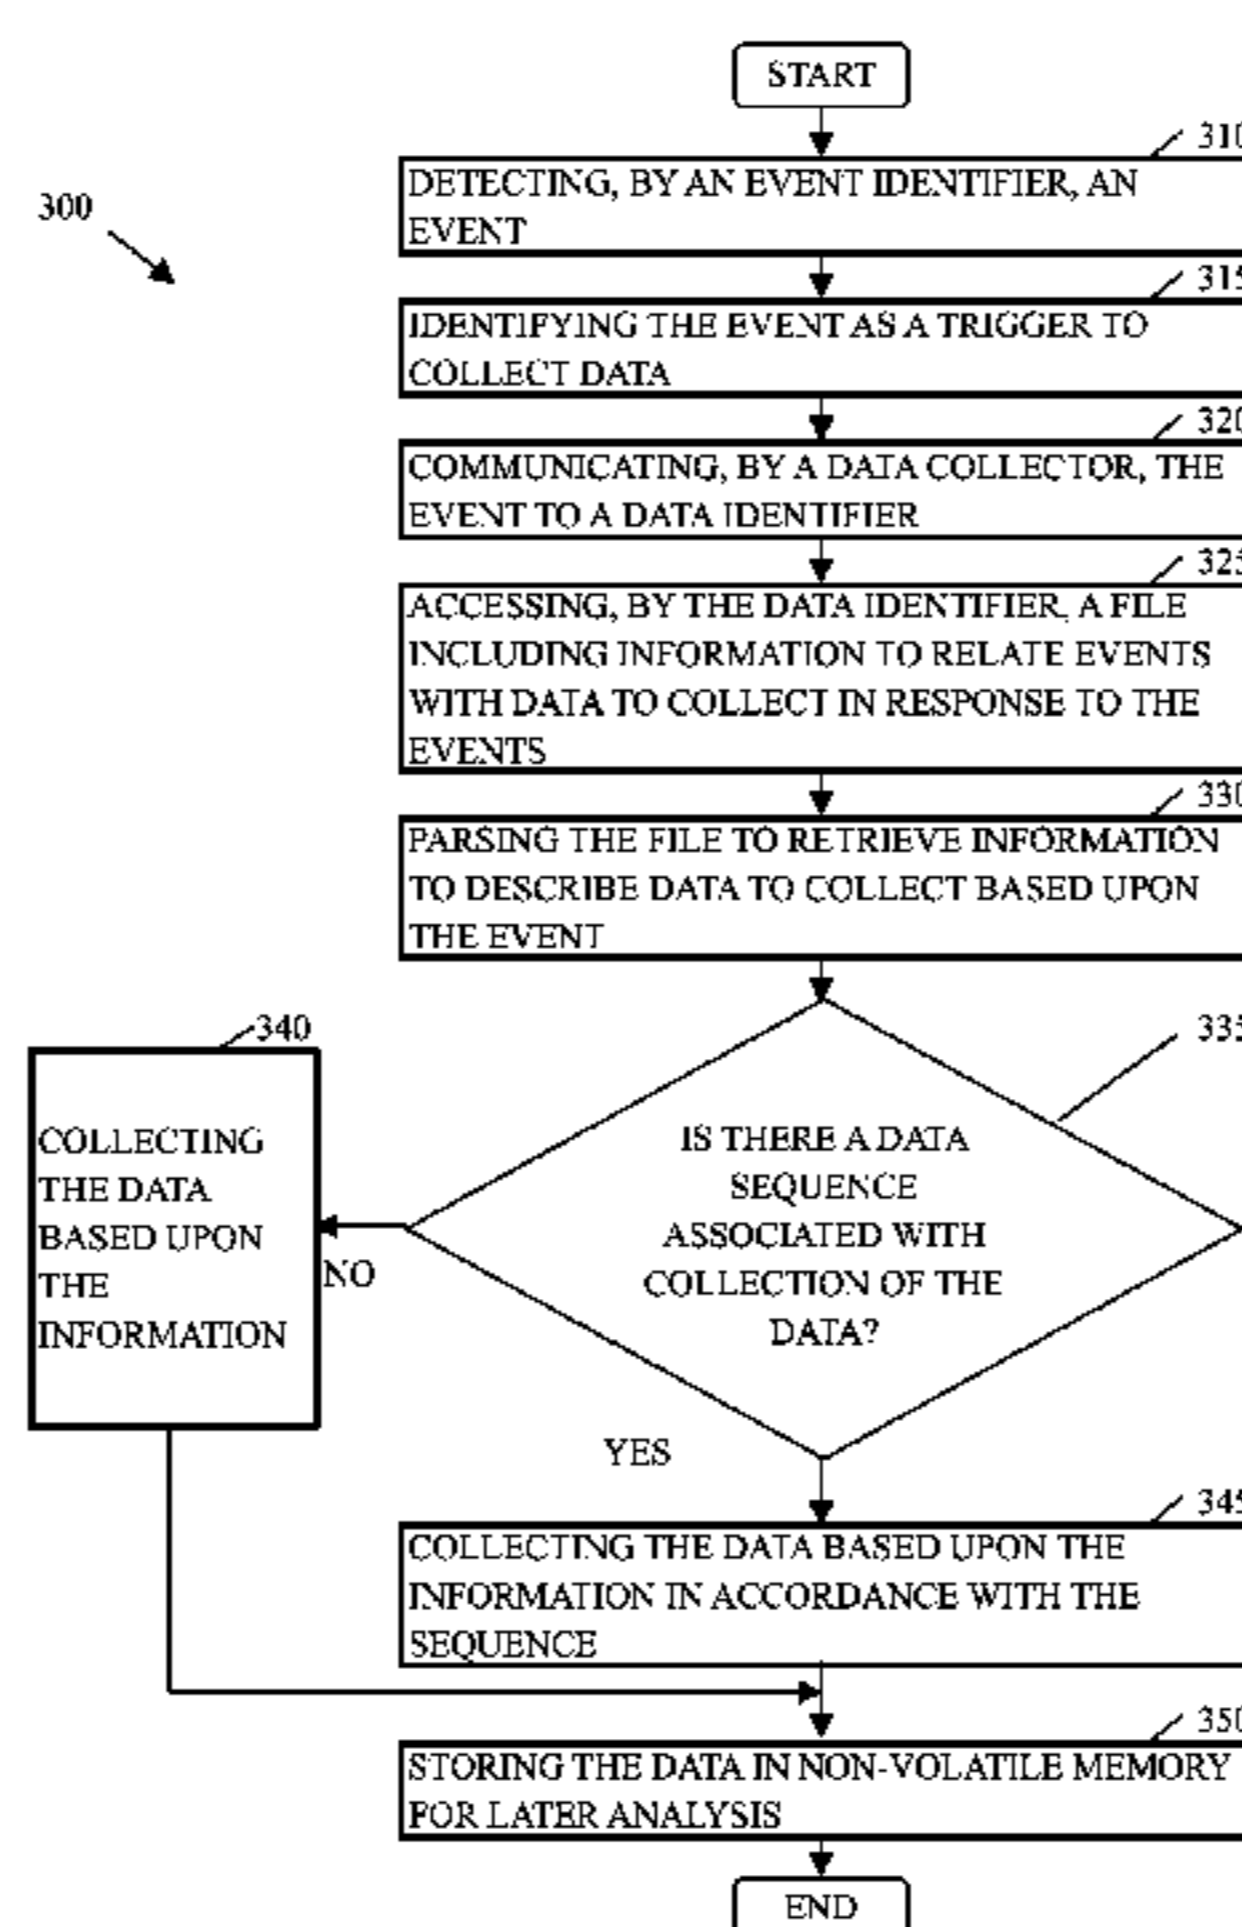 START
310
300
DETECTING, BY AN EVENT IDENTIFIER, AN
EVENT
315
IDENTIFYING THE EVENT AS A TRIGGER TO
COLLECT DATA
320
COMMUNICATING, BY A DATA COLLECTOR, THE
EVENT TO A DATA IDENTIFIER
325
ACCESSING, BY THE DATA IDENTIFIER, A FILE
INCLUDING INFORMATION TO RELATE EVENTS
WITH DATA TO COLLECT IN RESPONSE TO THE
EVENTS
330
PARSING THE FILE TO RETRIEVE INFORMATION
TO DESCRIBE DATA TO COLLECT BASED UPON
THE EVENT
335
IS THERE A DATA
SEQUENCE
ASSOCIATED WITH
COLLECTION OF THE
DATA?
340
COLLECTING
THE DATA
BASED UPON
THE
INFORMATION
NO
YES
345
COLLECTING THE DATA BASED UPON THE
INFORMATION IN ACCORDANCE WITH THE
SEQUENCE
350
STORING THE DATA IN NON-VOLATILE MEMORY
FOR LATER ANALYSIS
END